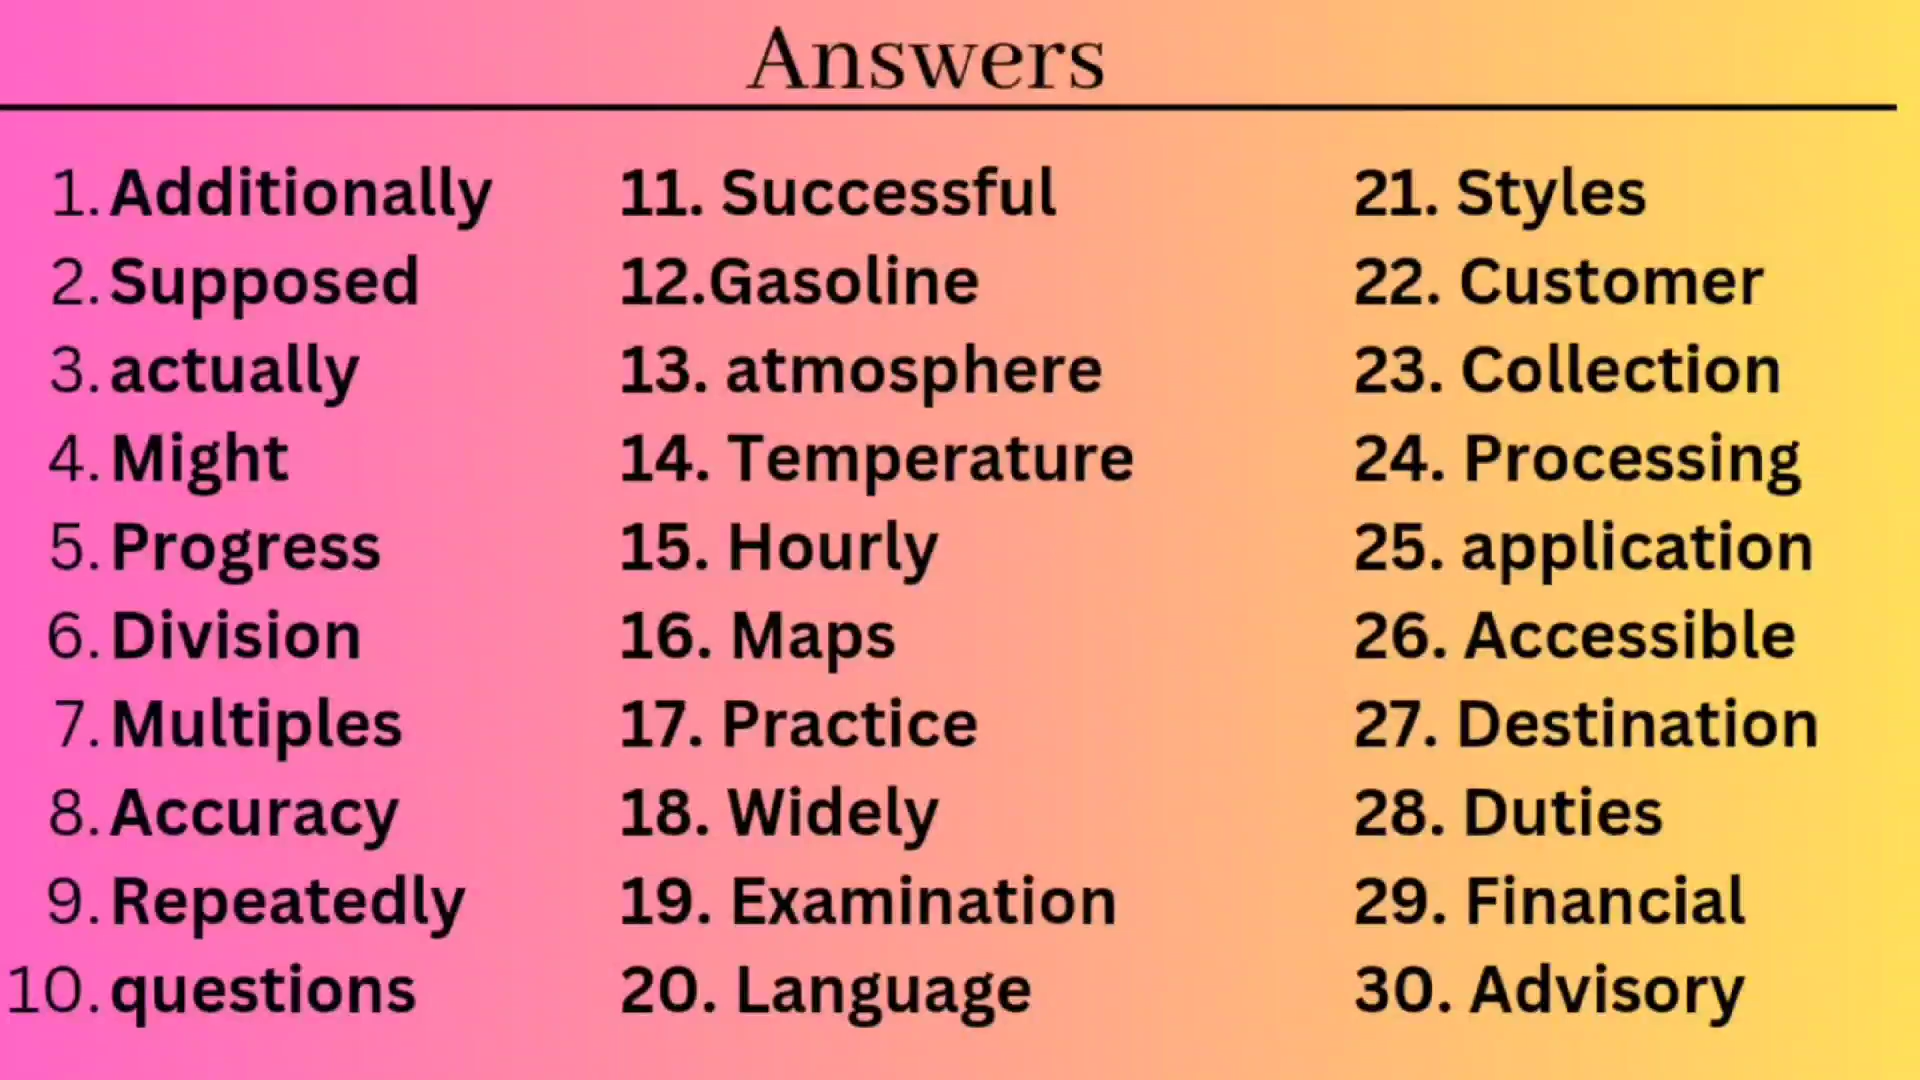 Answers
1. Additionally
2. Supposed
3. actually
4. Might
5. Progress
6. Division
7. Multiples
8. Accuracy
9. Repeatedly
10. questions
11. Successful
12.Gasoline
13. atmosphere
14. Temperature
15. Hourly
16. Maps
17. Practice
18. Widely
19. Examination
20. Language
21. Styles
22. Customer
23. Collection
24. Processing
25. application
26. Accessible
27. Destination
28. Duties
29. Financial
30. Advisory